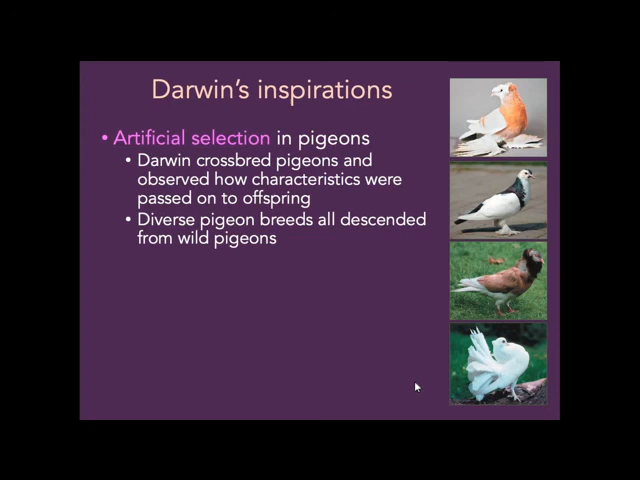 Darwin’s inspirations
• Artificial selection in pigeons
• Darwin crossbred pigeons and
observed how characteristics were
passed on to offspring
• Diverse pigeon breeds all descended
from wild pigeons